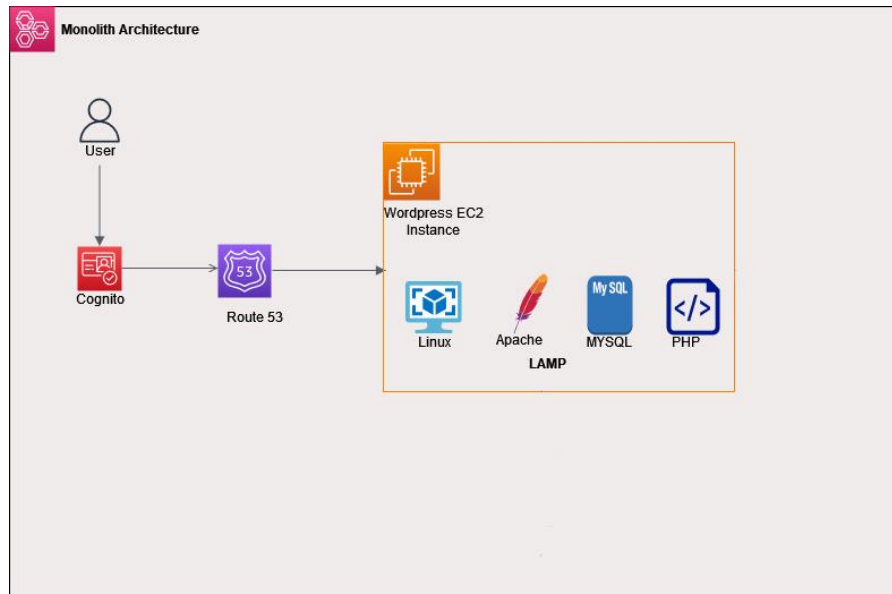 Monolith Architecture
User
Cognito
53
Route 53
Wordpress EC2
Instance
My SQL
Linux
Apache
MYSQL
PHP
LAMP